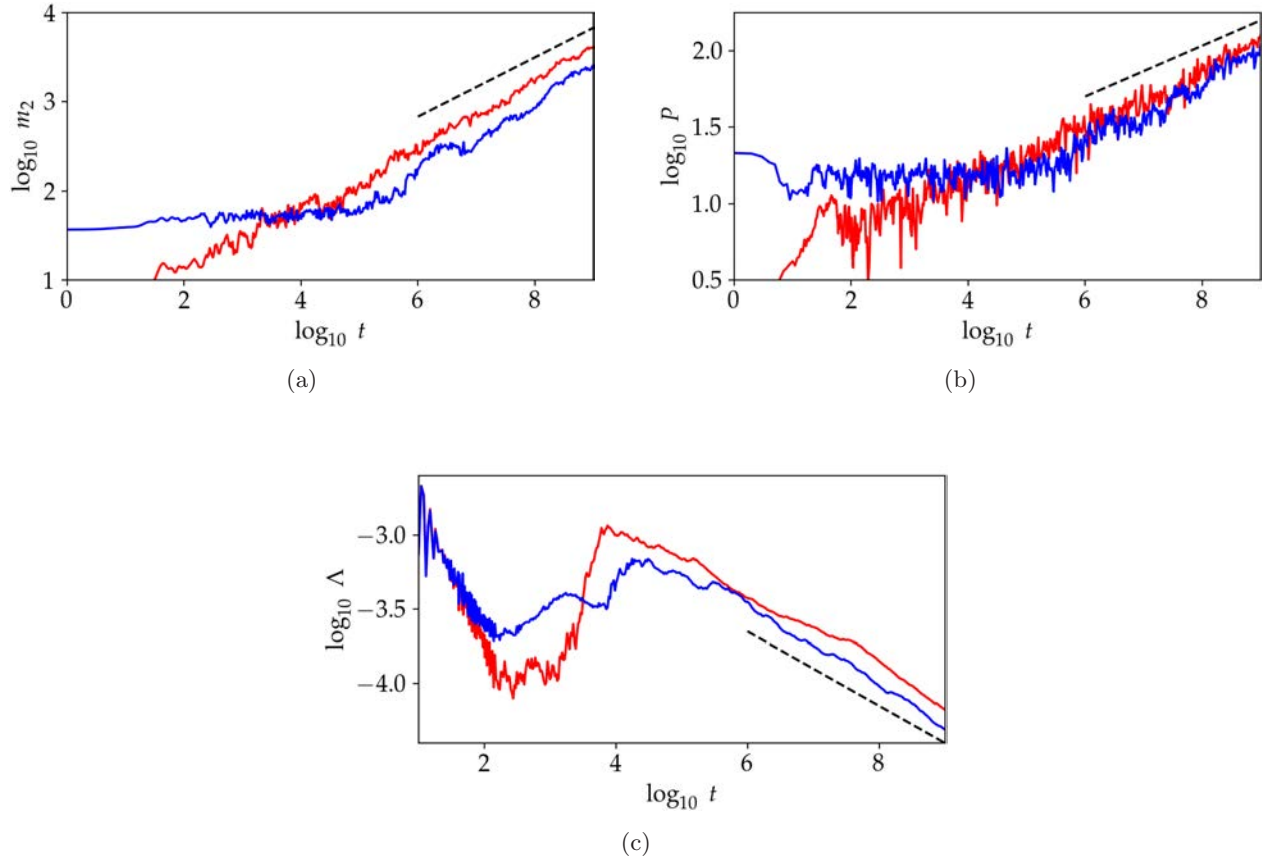 4
3
2
1
log₁₀ m₂
0 2 4 6 8
log₁₀ t
(a)
2.0
1.5
1.0
0.5
log₁₀ P
0 2 4 6 8
log₁₀ t
(b)
−3.0
−3.5
−4.0
log₁₀ Λ
2 4 6 8
log₁₀ t
(c)